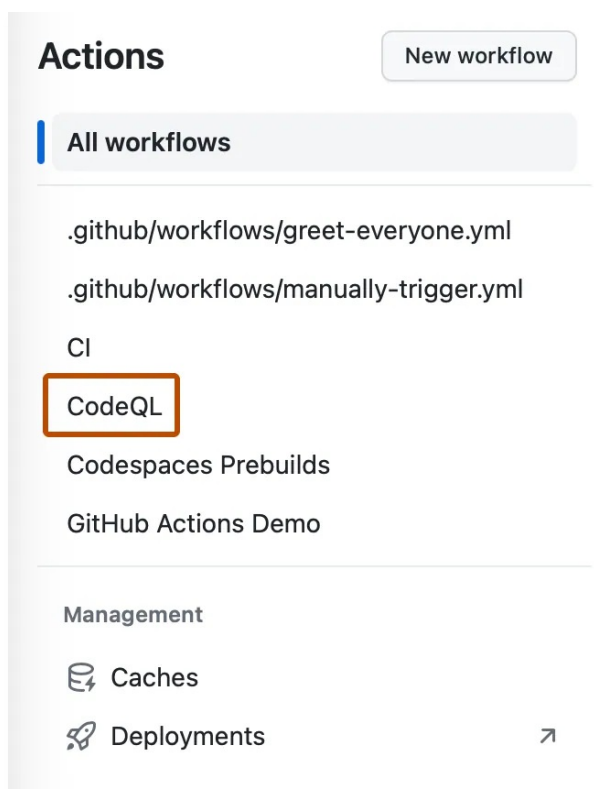 Actions
New workflow
All workflows
.github/workflows/greet-everyone.yml
.github/workflows/manually-trigger.yml
CI
CodeQL
Codespaces Prebuilds
GitHub Actions Demo
Management
Caches
Deployments